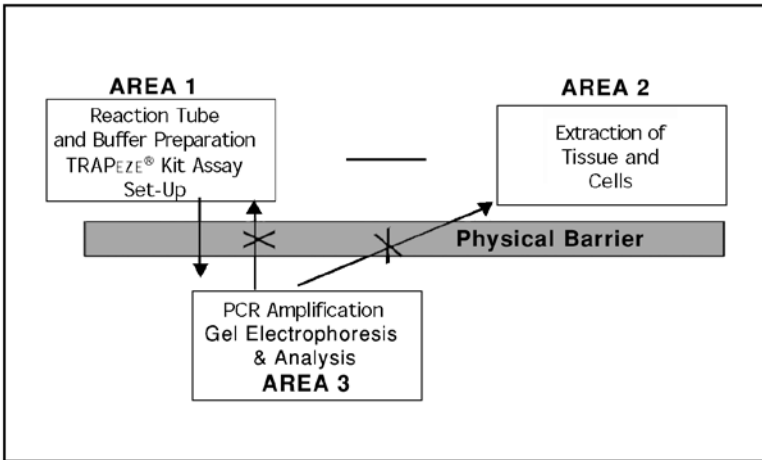 AREA 1
Reaction Tube
and Buffer Preparation
TRAPEZE® Kit Assay
Set-Up
AREA 2
Extraction of
Tissue and
Cells
Physical Barrier
PCR Amplification
Gel Electrophoresis
& Analysis
AREA 3